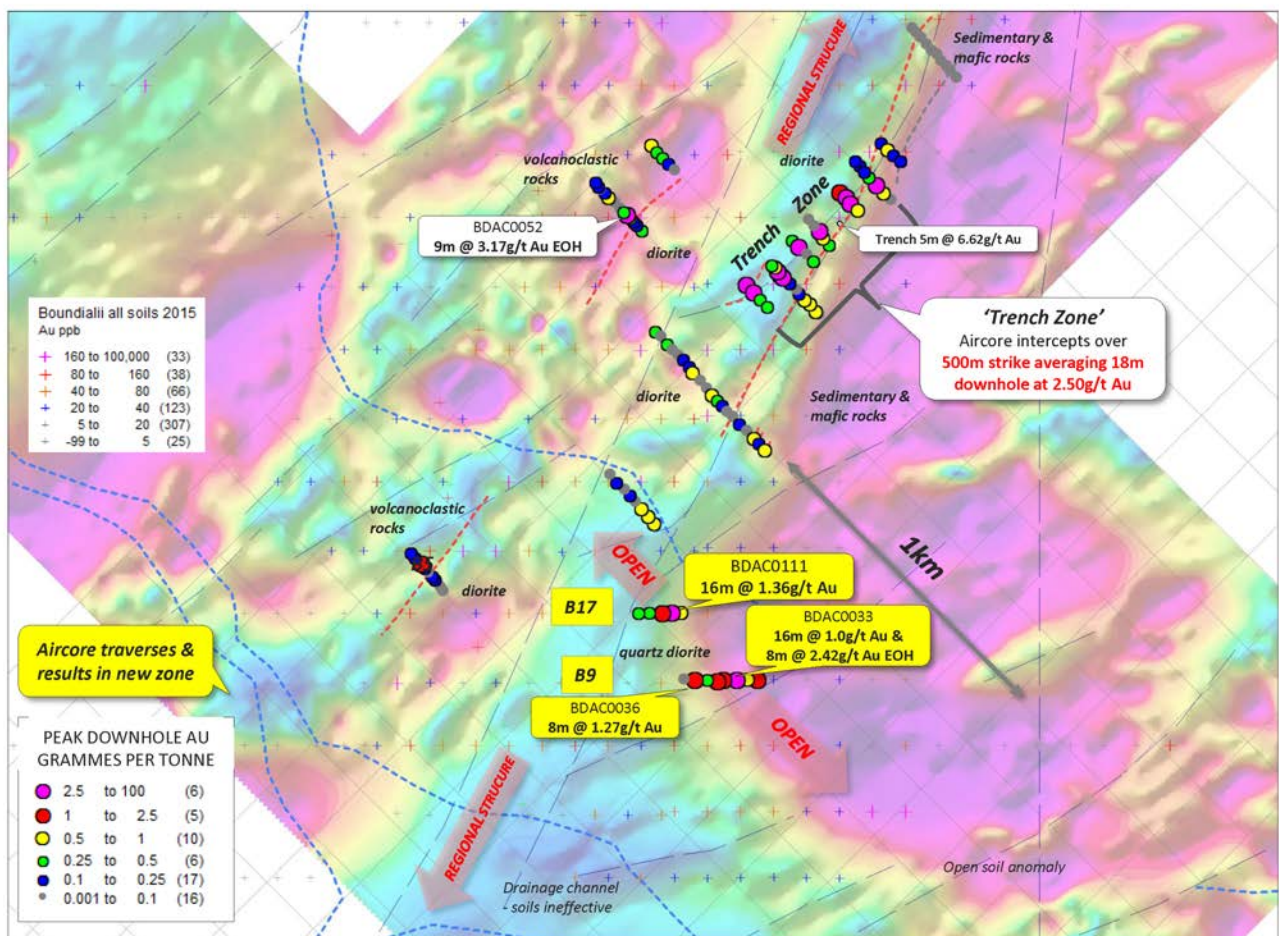 Sedimentary &
mafic rocks
REGIONAL STRUCURE
diorite
volcanoclastic
rocks
Trench Zone
BDAC0052
9m @ 3.17g/t Au EOH
diorite
Trench 5m @ 6.62g/t Au
Boundialii all soils 2015
Au ppb
160 to 100,000 (33)
80 to 160 (38)
40 to 80 (66)
20 to 40 (123)
5 to 20 (307)
-99 to 5 (25)
'Trench Zone'
Aircore intercepts over
500m strike averaging 18m
downhole at 2.50g/t Au
diorite
Sedimentary &
mafic rocks
volcanoclastic
rocks
diorite
OPEN
1km
BDAC0111
16m @ 1.36g/t Au
B17
BDAC0033
16m @ 1.0g/t Au &
8m @ 2.42g/t Au EOH
quartz diorite
B9
BDAC0036
8m @ 1.27g/t Au
Aircore traverses &
results in new zone
OPEN
PEAK DOWNHOLE AU
GRAMMES PER TONNE
2.5 to 100 (6)
1 to 2.5 (5)
0.5 to 1 (10)
0.25 to 0.5 (6)
0.1 to 0.25 (17)
0.001 to 0.1 (16)
REGIONAL STRUCURE
Drainage channel
- soils ineffective
Open soil anomaly